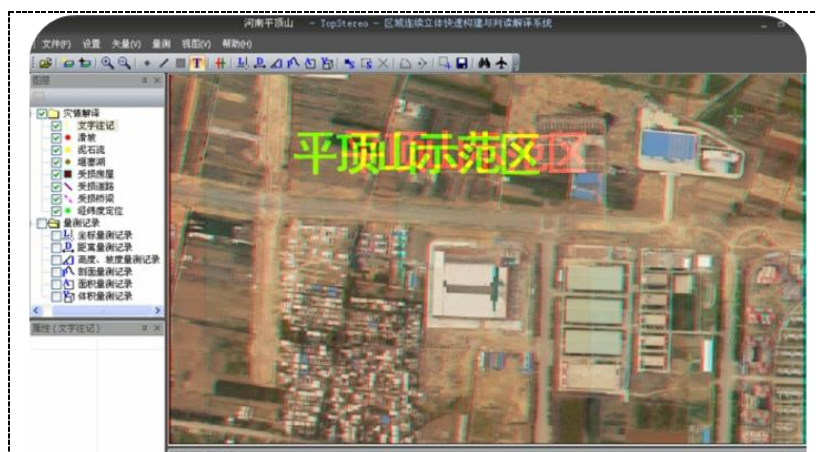 河南平顶山 - TopStereo - 区域连续立体快速构建与判读解译系统
文件(F) 设置 矢量(V) 量测 视图(V) 帮助(H)
图层
灾情解译
文字注记
滑坡
泥石流
堰塞湖
受损房屋
受损道路
受损桥梁
经纬度定位
量测记录
坐标量测记录
距离量测记录
高度、坡度量测记录
剖面量测记录
面积量测记录
体积量测记录
属性(文字注记)
平顶山示范区